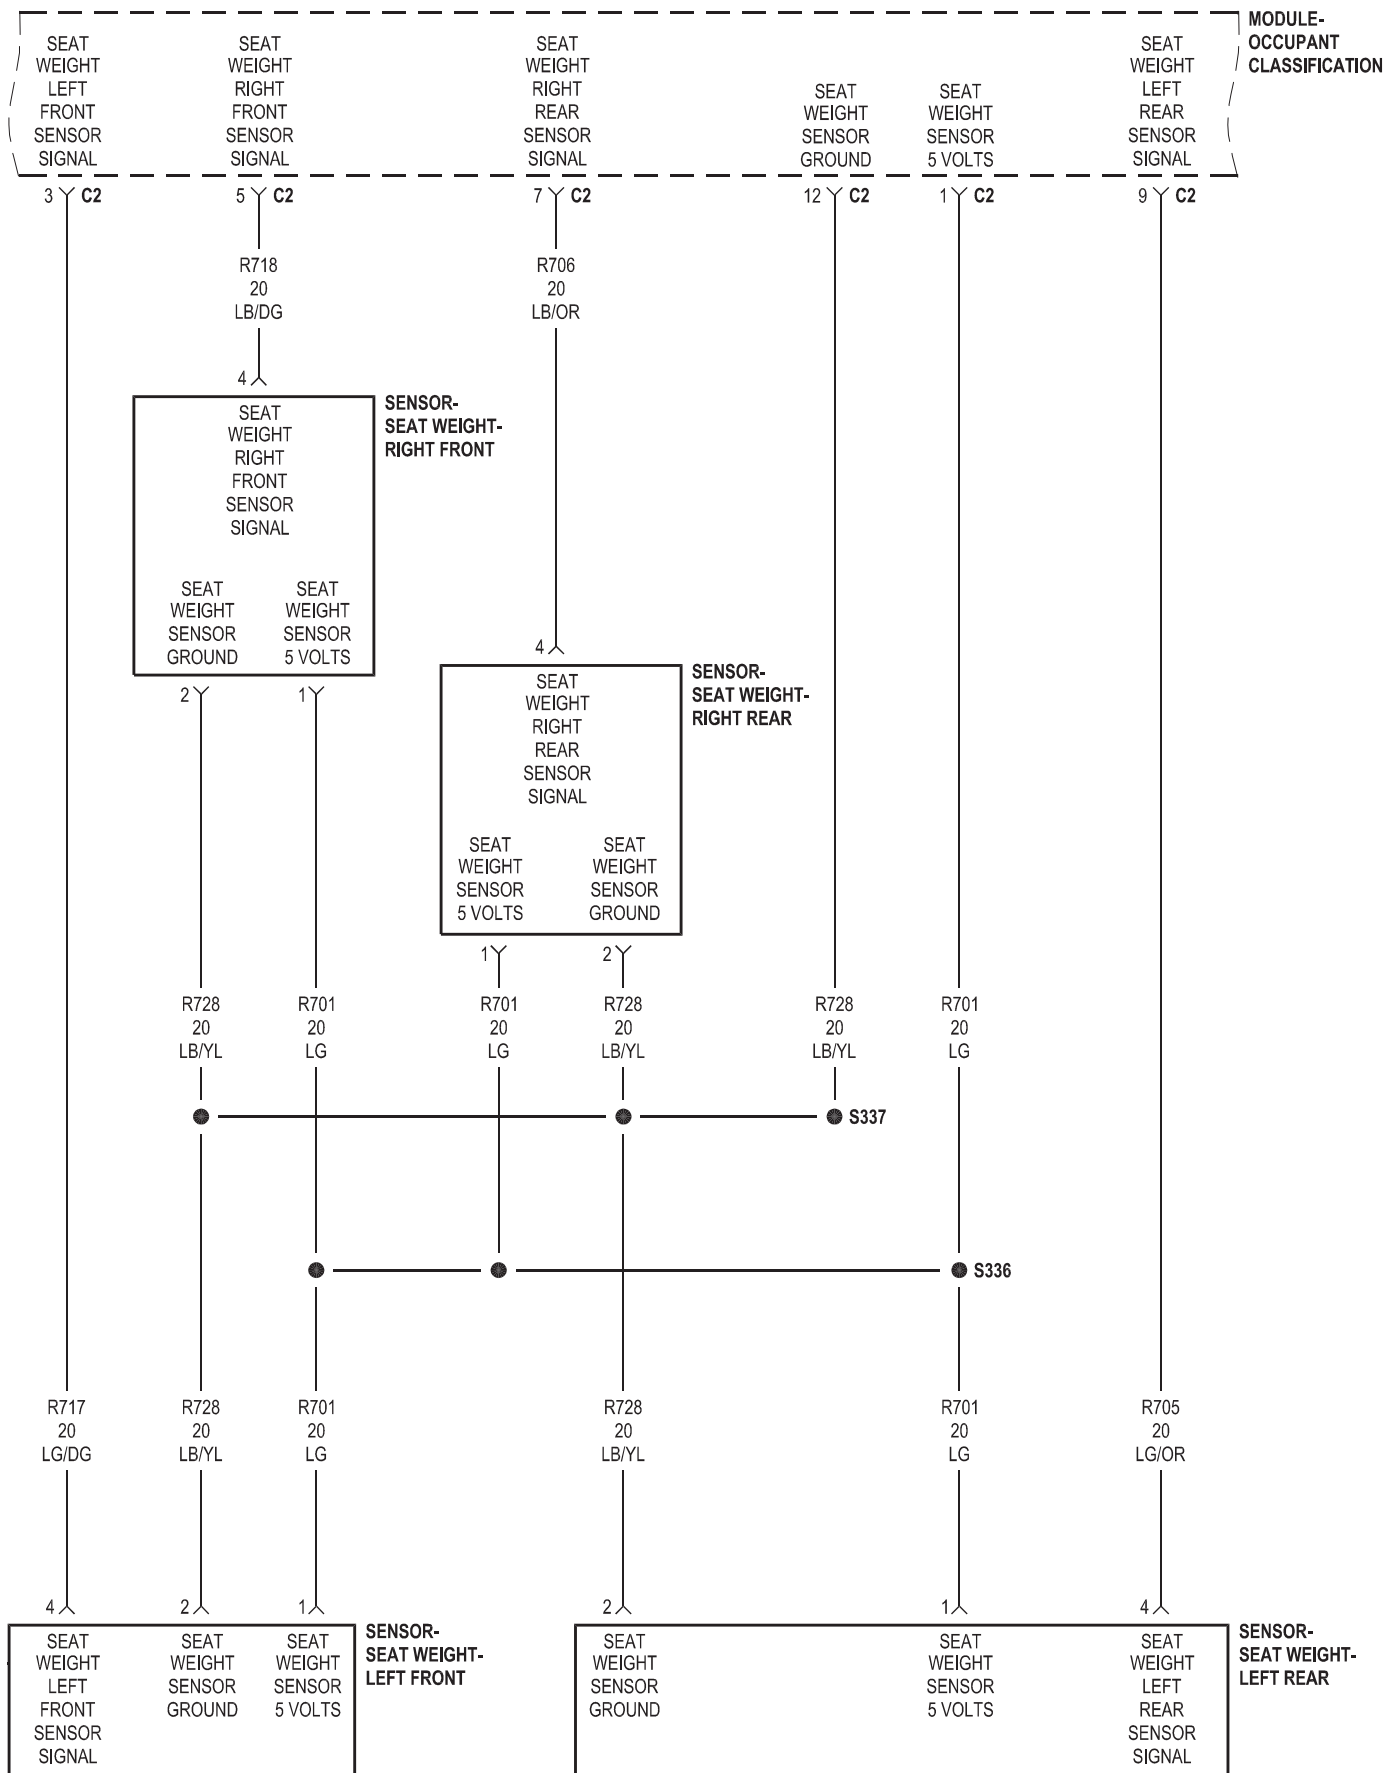 MODULE-
OCCUPANT
CLASSIFICATION
SEAT
WEIGHT
LEFT
FRONT
SENSOR
SIGNAL
SEAT
WEIGHT
RIGHT
FRONT
SENSOR
SIGNAL
SEAT
WEIGHT
RIGHT
REAR
SENSOR
SIGNAL
SEAT
WEIGHT
SENSOR
GROUND
SEAT
WEIGHT
SENSOR
5 VOLTS
SEAT
WEIGHT
LEFT
REAR
SENSOR
SIGNAL
3 C2
5 C2
7 C2
12 C2
1 C2
9 C2
R718
20
LB/DG
R706
20
LB/OR
4
SENSOR-
SEAT WEIGHT-
RIGHT FRONT
SEAT
WEIGHT
RIGHT
FRONT
SENSOR
SIGNAL
SEAT
WEIGHT
SENSOR
GROUND
SEAT
WEIGHT
SENSOR
5 VOLTS
2
1
4
SENSOR-
SEAT WEIGHT-
RIGHT REAR
SEAT
WEIGHT
RIGHT
REAR
SENSOR
SIGNAL
SEAT
WEIGHT
SENSOR
5 VOLTS
SEAT
WEIGHT
SENSOR
GROUND
1
2
R728
20
LB/YL
R701
20
LG
R701
20
LG
R728
20
LB/YL
R728
20
LB/YL
R701
20
LG
S337
S336
R717
20
LG/DG
R728
20
LB/YL
R701
20
LG
R728
20
LB/YL
R701
20
LG
R705
20
LG/OR
4
2
1
2
1
4
SENSOR-
SEAT WEIGHT-
LEFT FRONT
SEAT
WEIGHT
LEFT
FRONT
SENSOR
SIGNAL
SEAT
WEIGHT
SENSOR
GROUND
SEAT
WEIGHT
SENSOR
5 VOLTS
SENSOR-
SEAT WEIGHT-
LEFT REAR
SEAT
WEIGHT
SENSOR
GROUND
SEAT
WEIGHT
SENSOR
5 VOLTS
SEAT
WEIGHT
LEFT
REAR
SENSOR
SIGNAL